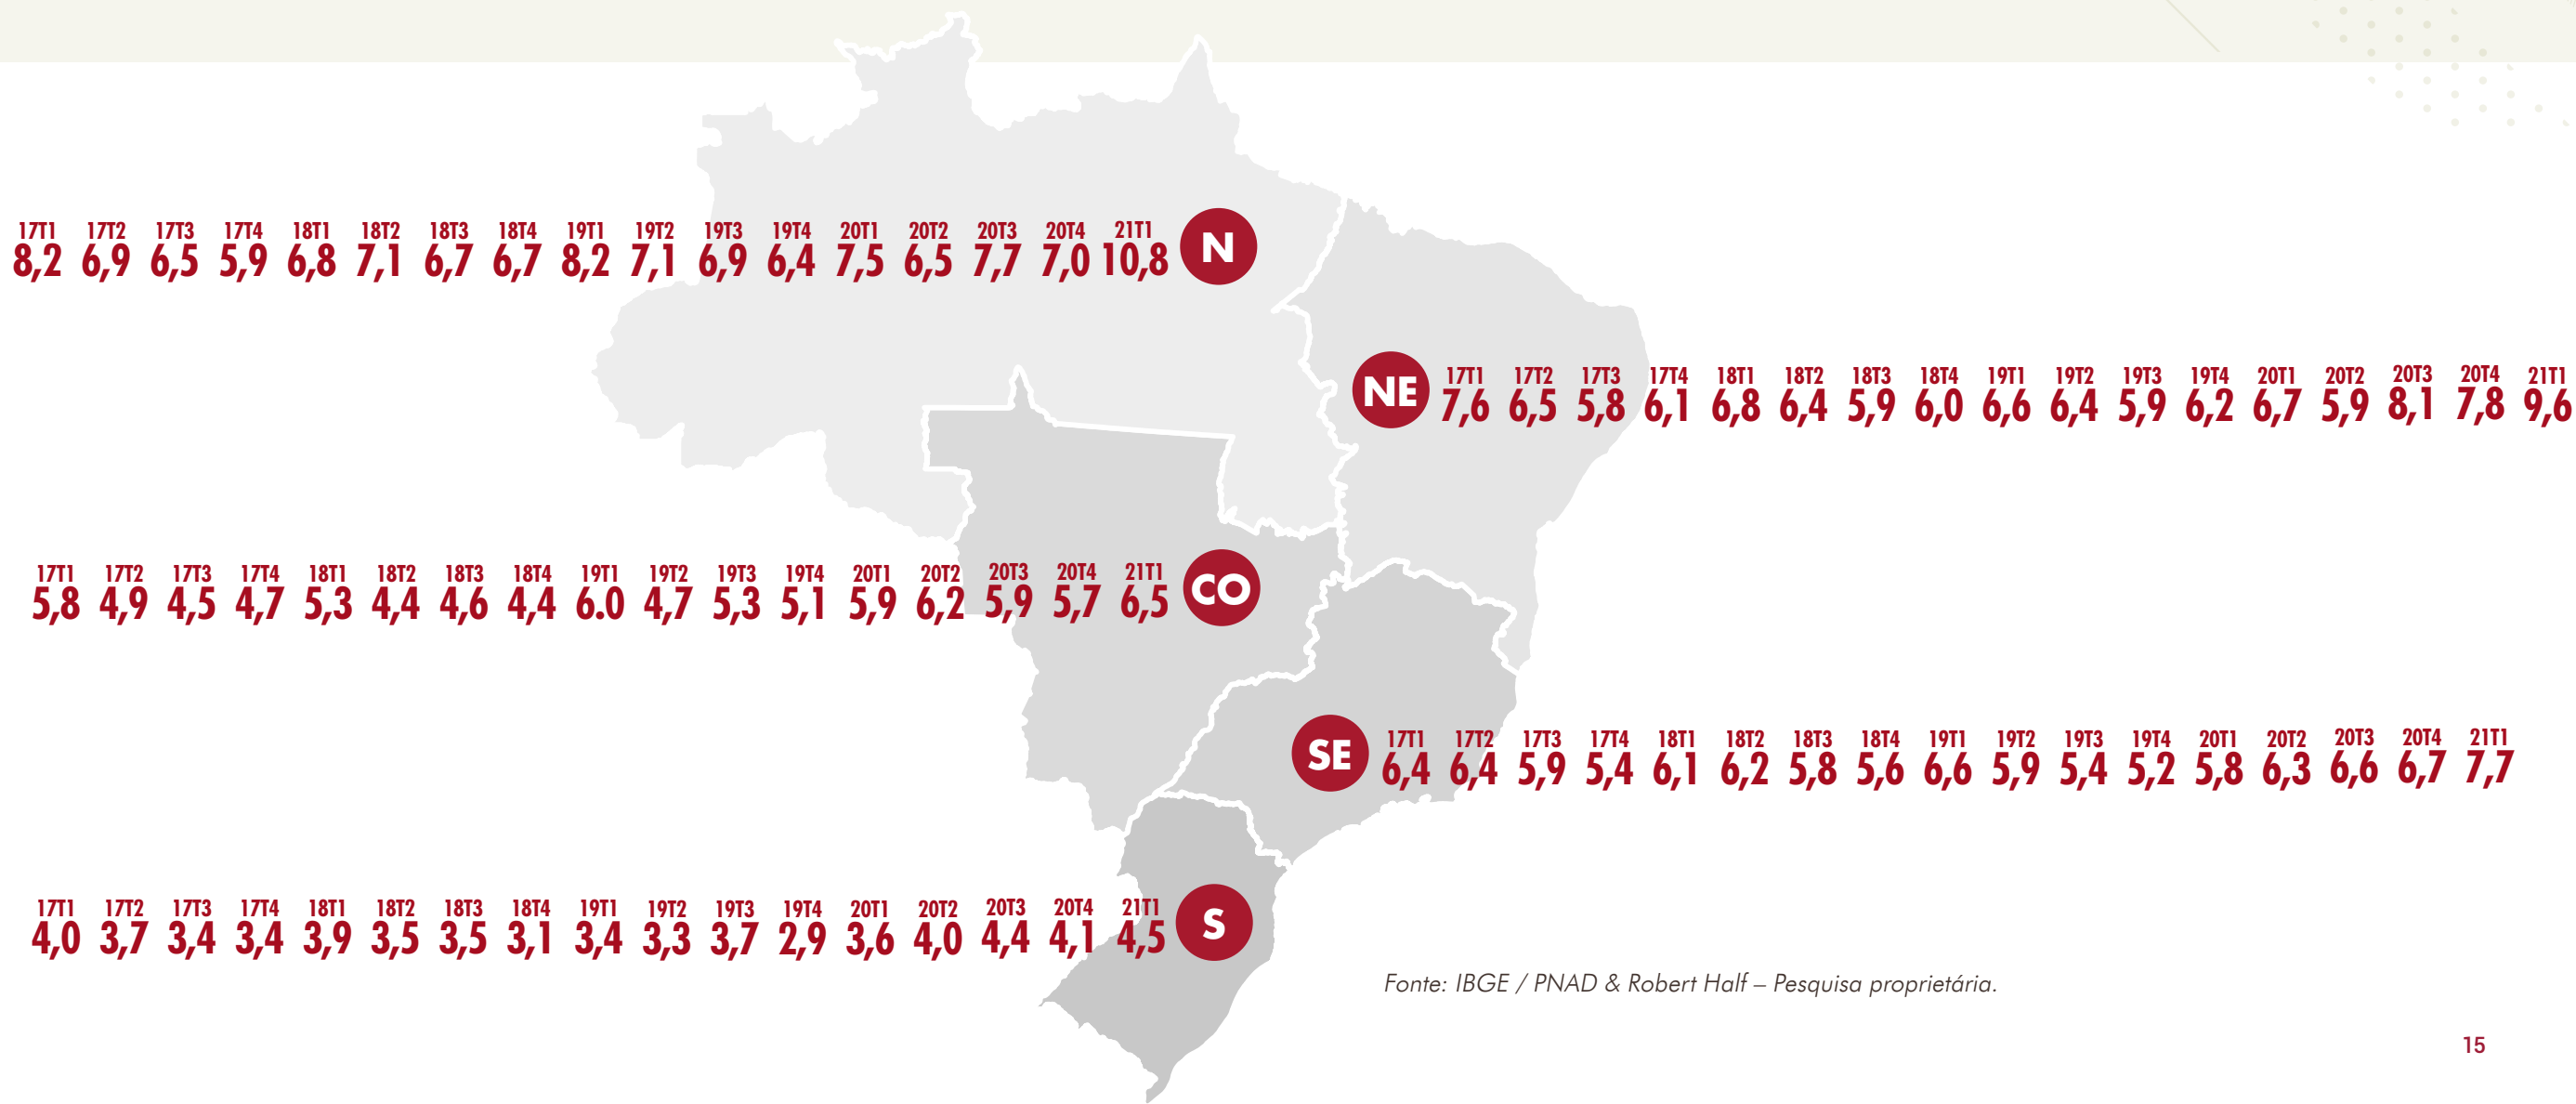 17T1 17T2 17T3 17T4 18T1 18T2 18T3 18T4 19T1 19T2 19T3 19T4 20T1 20T2 20T3 20T4 21T1
8,2 6,9 6,5 5,9 6,8 7,1 6,7 6,7 8,2 7,1 6,9 6,4 7,5 6,5 7,7 7,0 10,8
N
NE
17T1 17T2 17T3 17T4 18T1 18T2 18T3 18T4 19T1 19T2 19T3 19T4 20T1 20T2 20T3 20T4 21T1
7,6 6,5 5,8 6,1 6,8 6,4 5,9 6,0 6,6 6,4 5,9 6,2 6,7 5,9 8,1 7,8 9,6
17T1 17T2 17T3 17T4 18T1 18T2 18T3 18T4 19T1 19T2 19T3 19T4 20T1 20T2 20T3 20T4 21T1
5,8 4,9 4,5 4,7 5,3 4,4 4,6 4,4 6.0 4,7 5,3 5,1 5,9 6,2 5,9 5,7 6,5
CO
SE
17T1 17T2 17T3 17T4 18T1 18T2 18T3 18T4 19T1 19T2 19T3 19T4 20T1 20T2 20T3 20T4 21T1
6,4 6,4 5,9 5,4 6,1 6,2 5,8 5,6 6,6 5,9 5,4 5,2 5,8 6,3 6,6 6,7 7,7
17T1 17T2 17T3 17T4 18T1 18T2 18T3 18T4 19T1 19T2 19T3 19T4 20T1 20T2 20T3 20T4 21T1
4,0 3,7 3,4 3,4 3,9 3,5 3,5 3,1 3,4 3,3 3,7 2,9 3,6 4,0 4,4 4,1 4,5
S
Fonte: IBGE / PNAD & Robert Half – Pesquisa proprietária.
15